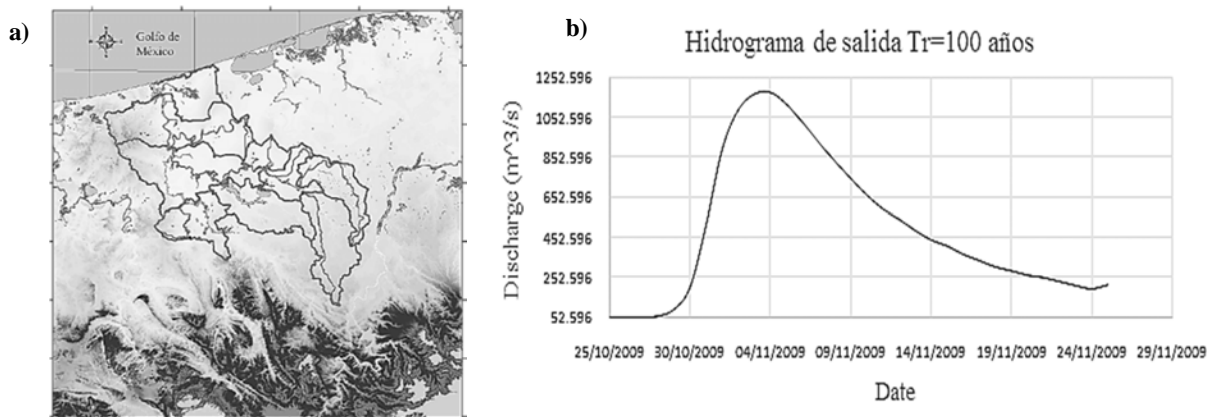 a)
Golfo de
México
b)
Hidrograma de salida Tr=100 años
Discharge (m^3/s)
1252.596
1052.596
852.596
652.596
452.596
252.596
52.596
25/10/2009 30/10/2009 04/11/2009 09/11/2009 14/11/2009 19/11/2009 24/11/2009 29/11/2009
Date